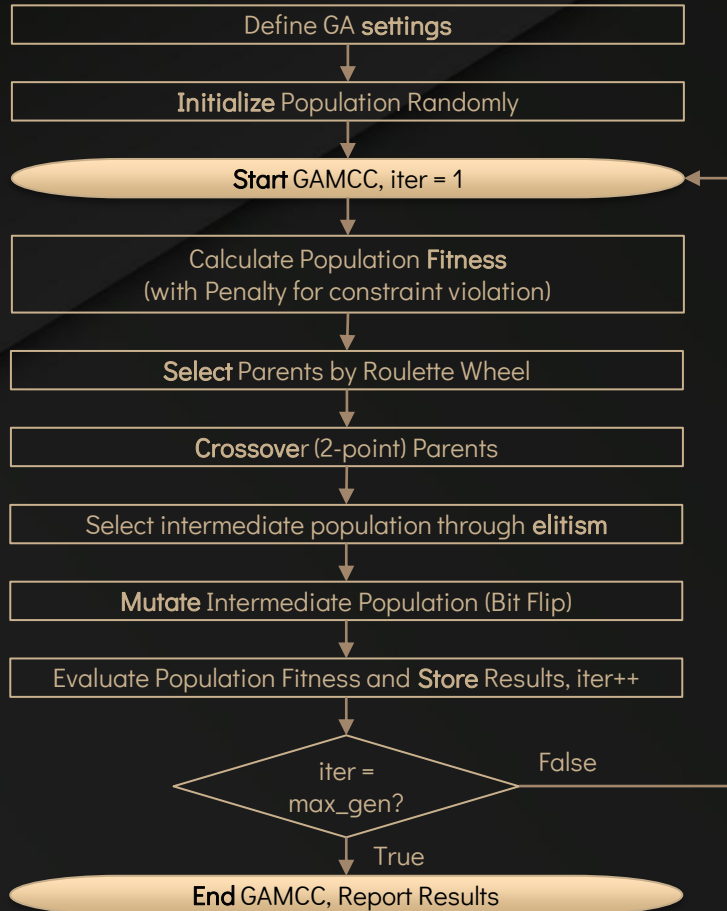 Define GA settings
Initialize Population Randomly
Start GAMCC, iter = 1
Calculate Population Fitness
(with Penalty for constraint violation)
Select Parents by Roulette Wheel
Crossover (2-point) Parents
Select intermediate population through elitism
Mutate Intermediate Population (Bit Flip)
Evaluate Population Fitness and Store Results, iter++
iter =
max_gen?
False
True
End GAMCC, Report Results